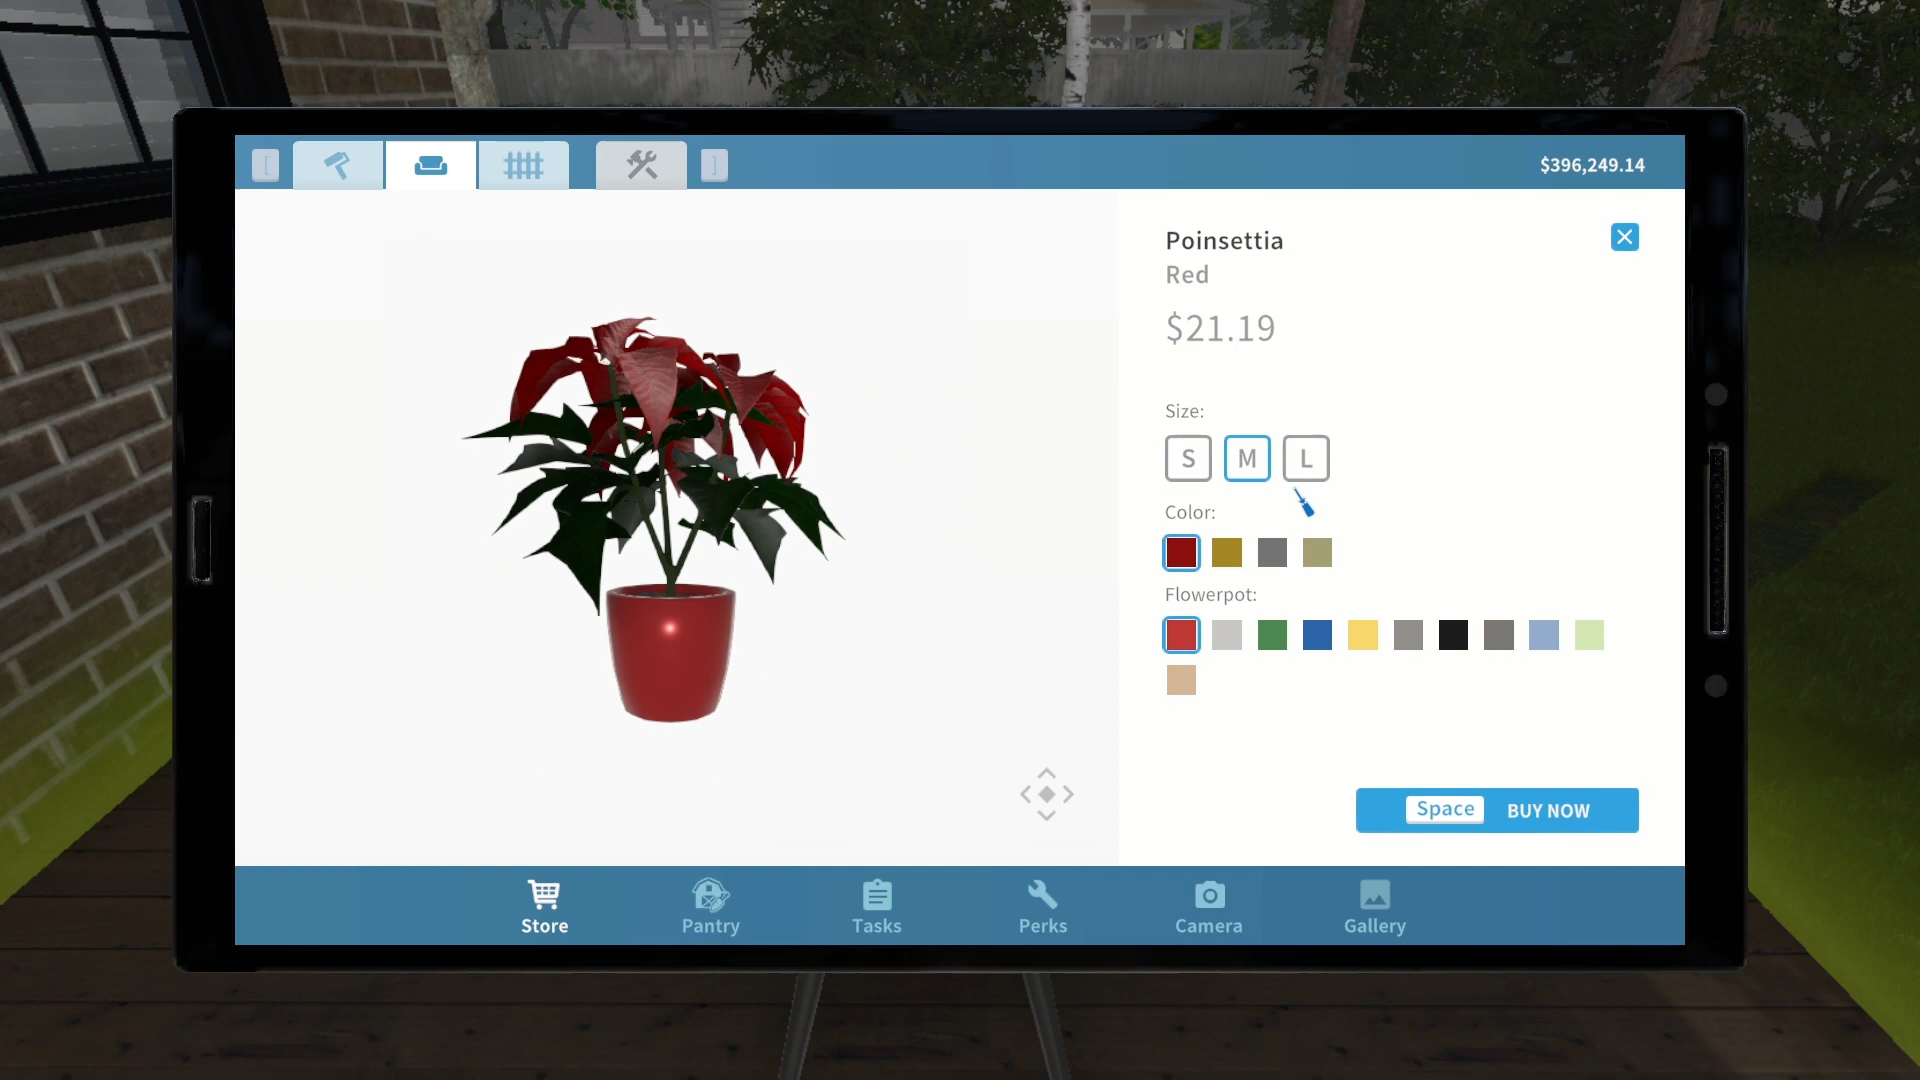 [
]
$396,249.14
Poinsettia
Red
$21.19
Size:
S M L
Color:
Flowerpot:
Space BUY NOW
Store Pantry Tasks Perks Camera Gallery